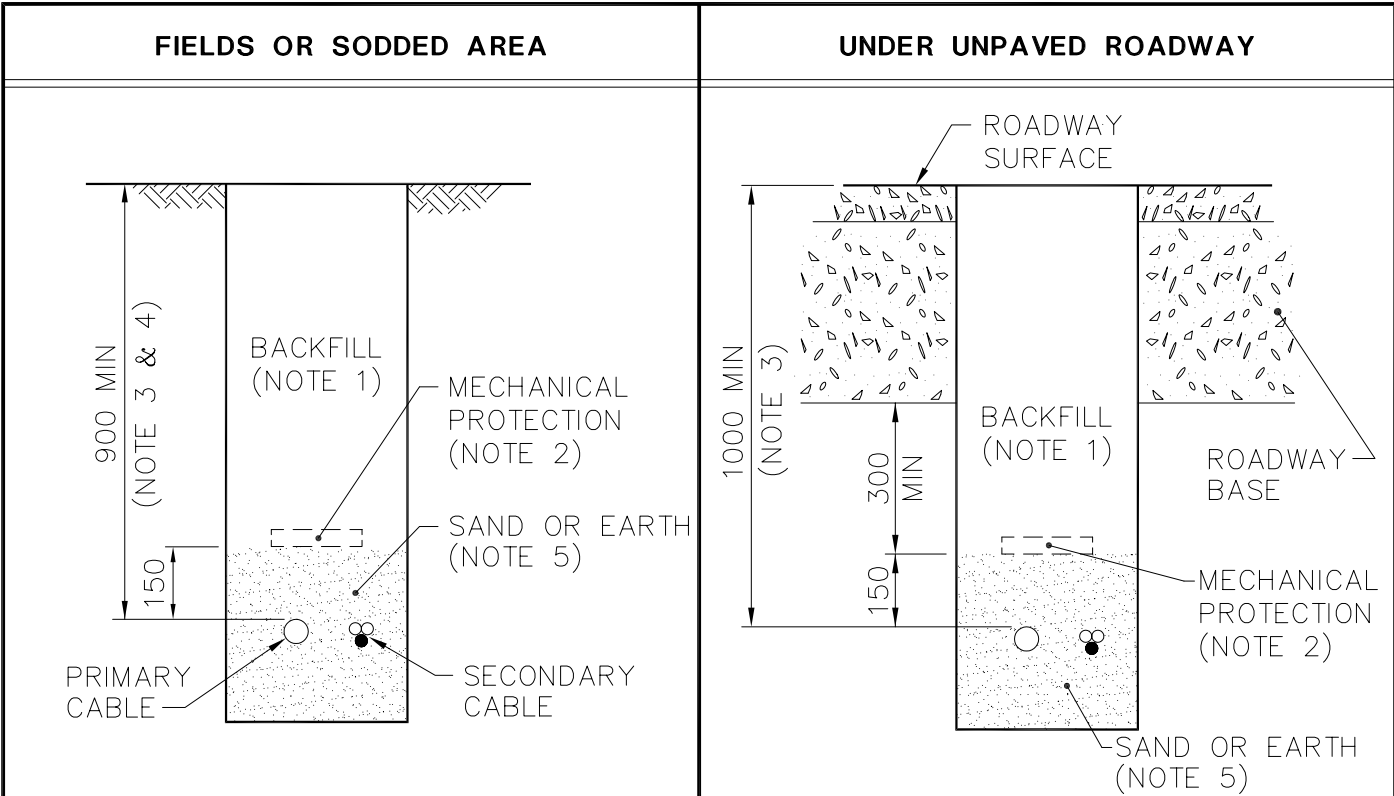 FIELDS OR SODDED AREA
900 MIN
(NOTE 3 & 4)
BACKFILL
(NOTE 1)
MECHANICAL
PROTECTION
(NOTE 2)
SAND OR EARTH
(NOTE 5)
150
PRIMARY
CABLE
SECONDARY
CABLE
UNDER UNPAVED ROADWAY
ROADWAY
SURFACE
1000 MIN
(NOTE 3)
BACKFILL
(NOTE 1)
300
MIN
ROADWAY
BASE
150
MECHANICAL
PROTECTION
(NOTE 2)
SAND OR EARTH
(NOTE 5)